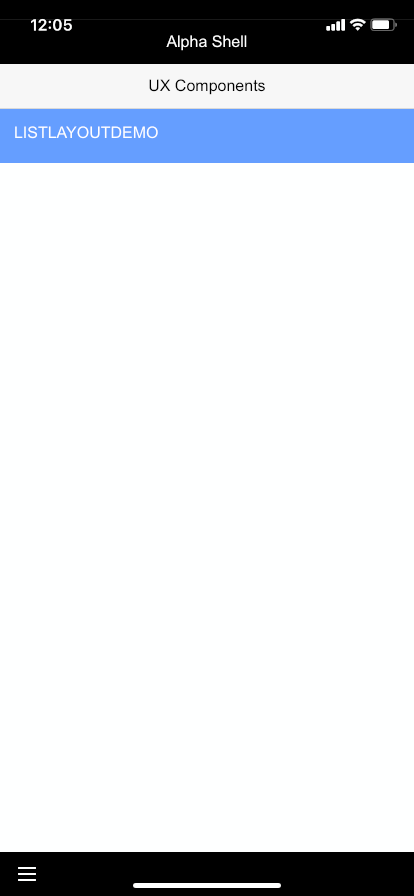 12:05
Alpha Shell
UX Components
LISTLAYOUTDEMO